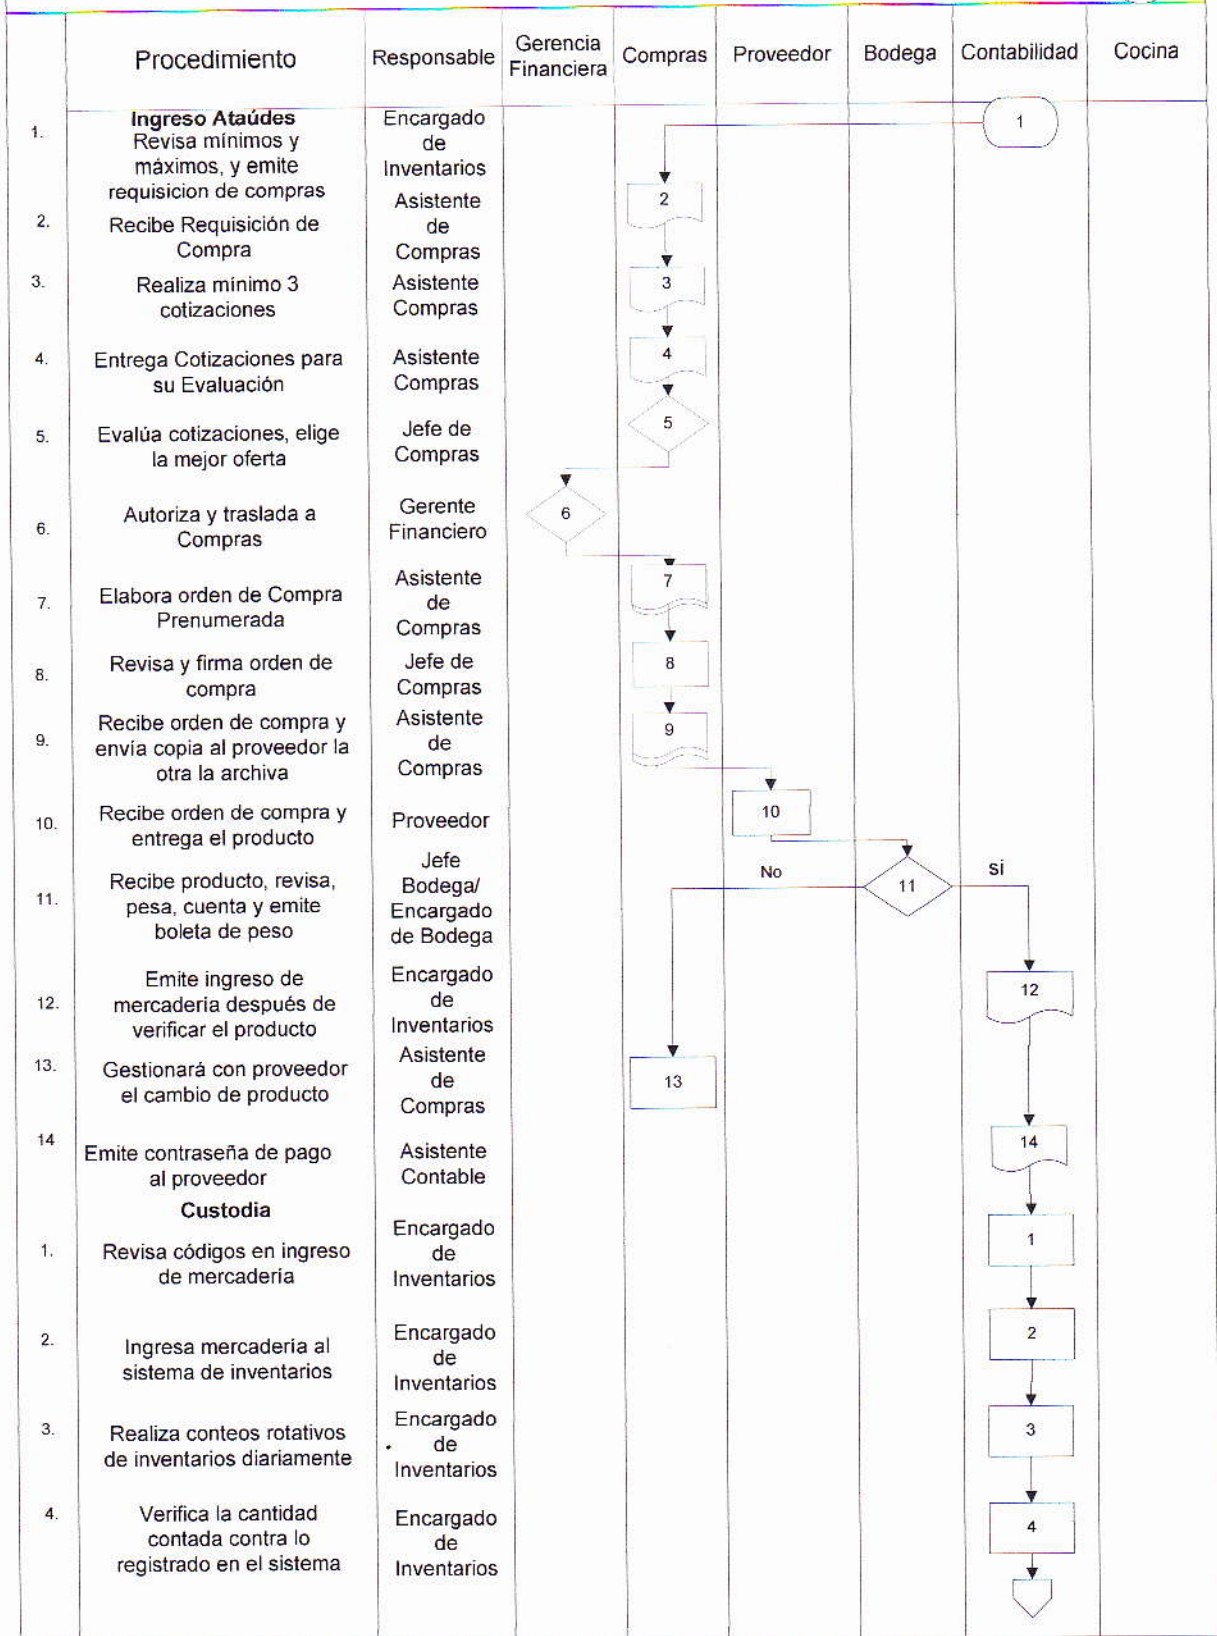 Procedimiento
Responsable
Gerencia
Financiera
Compras
Proveedor
Bodega
Contabilidad
Cocina
1.
Ingreso Ataúdes
Revisa mínimos y
máximos, y emite
requisicion de compras
Encargado
de
Inventarios
1
2.
Recibe Requisición de
Compra
Asistente
de
Compras
2
3.
Realiza mínimo 3
cotizaciones
Asistente
Compras
3
4.
Entrega Cotizaciones para
su Evaluación
Asistente
Compras
4
5.
Evalúa cotizaciones, elige
la mejor oferta
Jefe de
Compras
5
6.
Autoriza y traslada a
Compras
Gerente
Financiero
6
7.
Elabora orden de Compra
Prenumerada
Asistente
de
Compras
7
8.
Revisa y firma orden de
compra
Jefe de
Compras
8
9.
Recibe orden de compra y
envía copia al proveedor la
otra la archiva
Asistente
de
Compras
9
10.
Recibe orden de compra y
entrega el producto
Proveedor
10
11.
Recibe producto, revisa,
pesa, cuenta y emite
boleta de peso
Jefe
Bodega/
Encargado
de Bodega
No
11
si
12.
Emite ingreso de
mercadería después de
verificar el producto
Encargado
de
Inventarios
12
13.
Gestionará con proveedor
el cambio de producto
Asistente
de
Compras
13
14
Emite contraseña de pago
al proveedor
Asistente
Contable
14
Custodia
1.
Revisa códigos en ingreso
de mercadería
Encargado
de
Inventarios
1
2.
Ingresa mercadería al
sistema de inventarios
Encargado
de
Inventarios
2
3.
Realiza conteos rotativos
de inventarios diariamente
Encargado
de
Inventarios
3
4.
Verifica la cantidad
contada contra lo
registrado en el sistema
Encargado
de
Inventarios
4